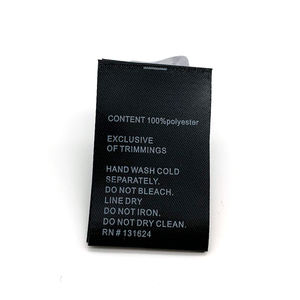 CONTENT 100%polyester
EXCLUSIVE
OF TRIMMINGS
HAND WASH COLD
SEPARATELY.
DO NOT BLEACH.
LINE DRY
DO NOT IRON.
DO NOT DRY CLEAN.
RN # 131624